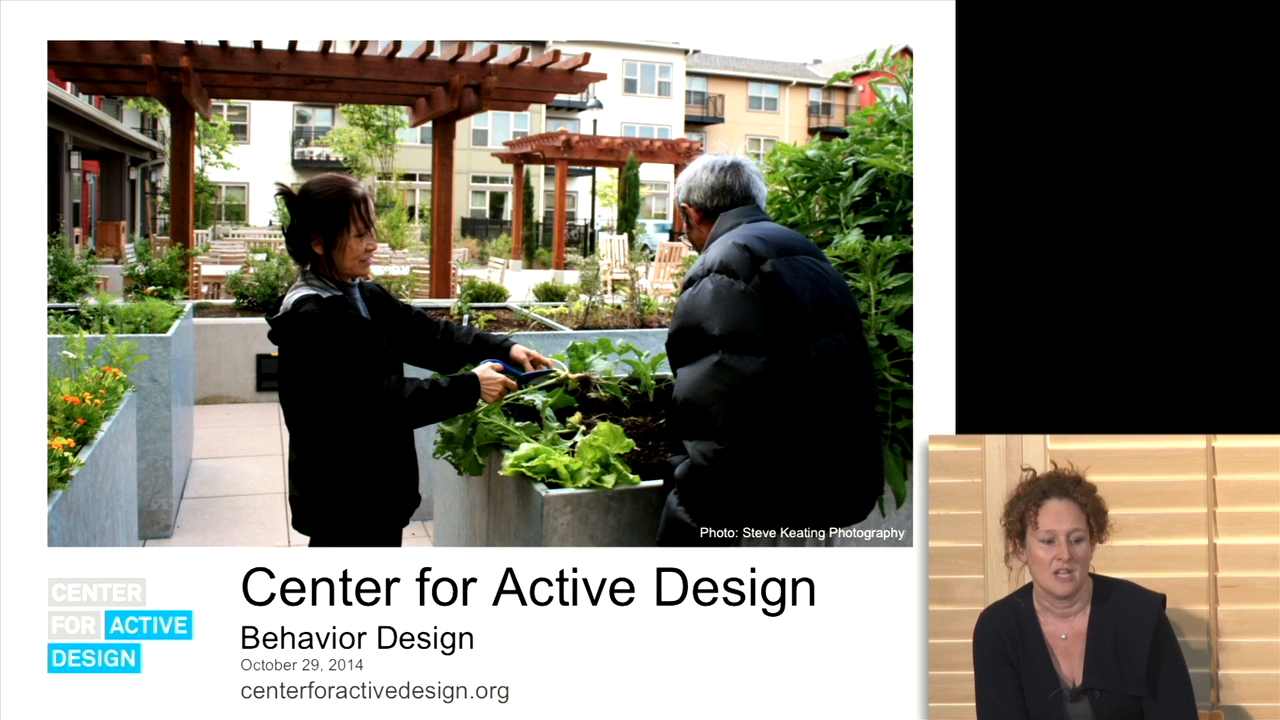 Photo: Steve Keating Photography
CENTER
FOR ACTIVE
DESIGN
Center for Active Design
Behavior Design
October 29, 2014
centerforactivedesign.org